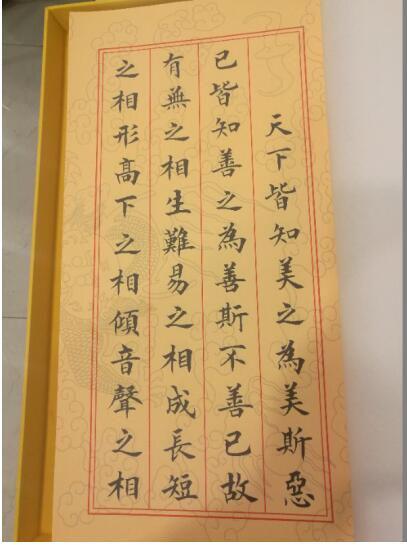 天下皆知美之為美斯惡
已皆知善之為善斯不善已故
有無之相生難易之相成長短
之相形高下之相傾音聲之相